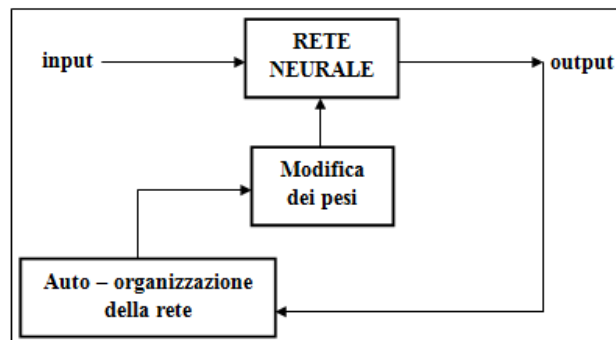 input
RETE
NEURALE
output
Modifica
dei pesi
Auto – organizzazione
della rete